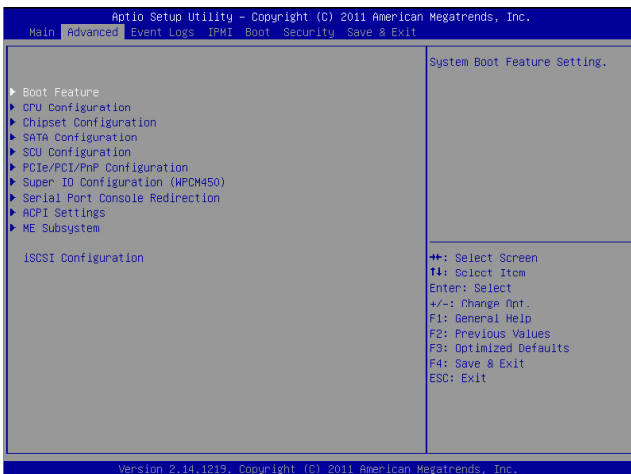 Aptio Setup Utility – Copyright (C) 2011 American Megatrends, Inc.
Main Advanced Event Logs IPMI Boot Security Save & Exit
System Boot Feature Setting.
▶ Boot Feature
▶ CPU Configuration
▶ Chipset Configuration
▶ SATA Configuration
▶ SCU Configuration
▶ PCIe/PCI/PnP Configuration
▶ Super IO Configuration (WPCM450)
▶ Serial Port Console Redirection
▶ ACPI Settings
▶ ME Subsystem
iSCSI Configuration
→←: Select Screen
↑↓: Select Item
Enter: Select
+/-: Change Opt.
F1: General Help
F2: Previous Values
F3: Optimized Defaults
F4: Save & Exit
ESC: Exit
Version 2.14.1219. Copyright (C) 2011 American Megatrends, Inc.